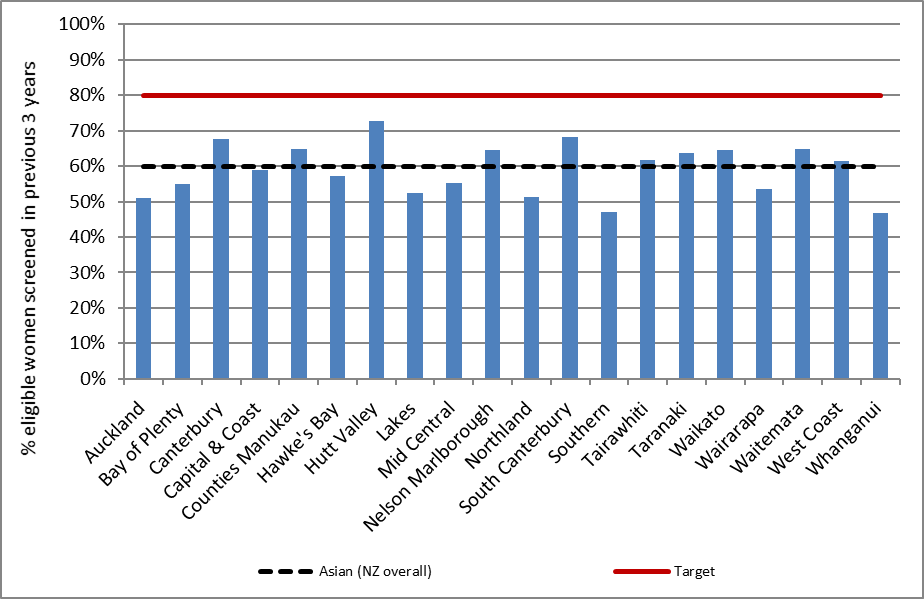 % eligible women screened in previous 3 years
100%
90%
80%
70%
60%
50%
40%
30%
20%
10%
0%
Auckland
Bay of Plenty
Canterbury
Capital & Coast
Counties Manukau
Hawke's Bay
Hutt Valley
Lakes
Mid Central
Nelson Marlborough
Northland
South Canterbury
Southern
Tairawhiti
Taranaki
Waikato
Wairarapa
Waitemata
West Coast
Whanganui
Asian (NZ overall)
Target